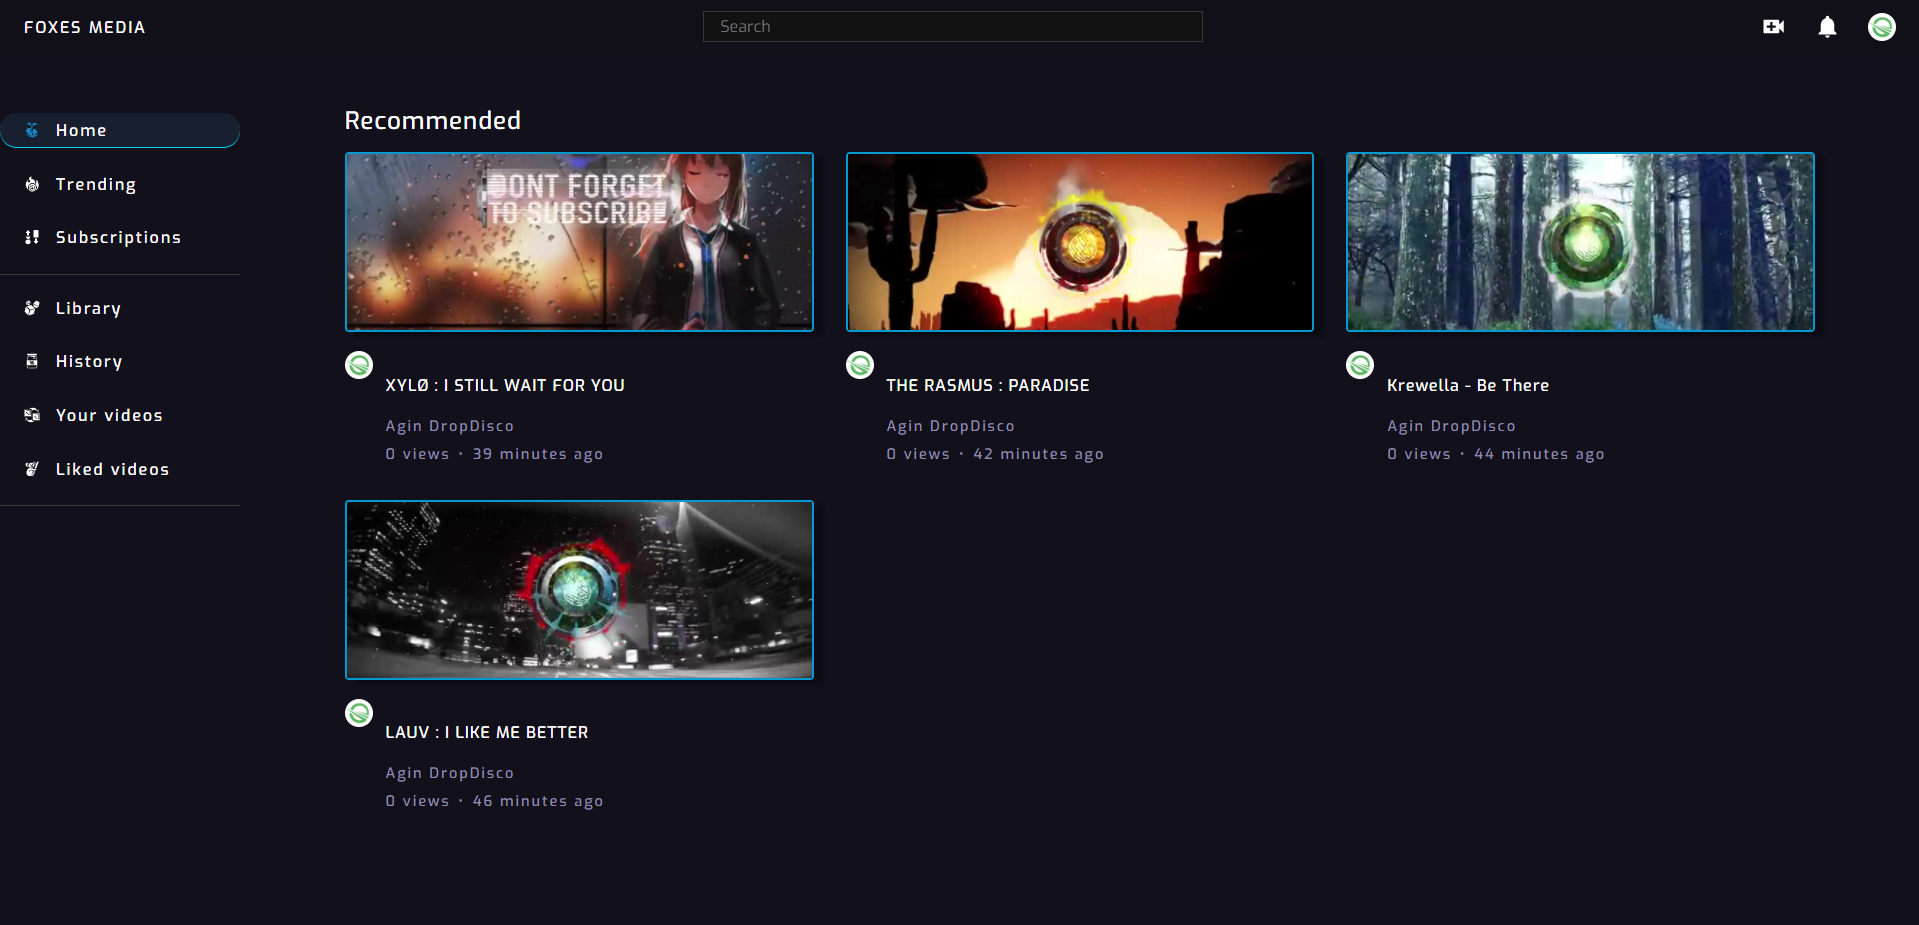 FOXES MEDIA
Search
Home
Trending
Subscriptions
Library
History
Your videos
Liked videos
Recommended
DONT FORGET
TO SUBSCRIBE
XYLØ : I STILL WAIT FOR YOU
Agin DropDisco
0 views • 39 minutes ago
THE RASMUS : PARADISE
Agin DropDisco
0 views • 42 minutes ago
Krewella - Be There
Agin DropDisco
0 views • 44 minutes ago
LAUV : I LIKE ME BETTER
Agin DropDisco
0 views • 46 minutes ago